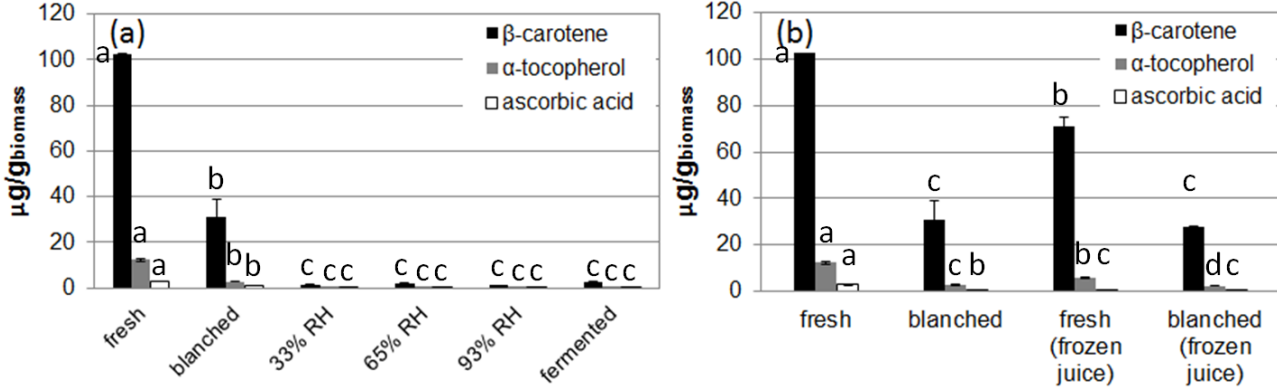 (a)
β-carotene
α-tocopherol
ascorbic acid
μg/gbiomass
120
100
80
60
40
20
0
a
a
a
b
b
b
c c c
c c c
c c c
c c c
fresh
blanched
33% RH
65% RH
93% RH
fermented
(b)
β-carotene
α-tocopherol
ascorbic acid
μg/gbiomass
120
100
80
60
40
20
0
a
a
a
c
c b
b
b c
c
d c
fresh
blanched
fresh
(frozen
juice)
blanched
(frozen
juice)